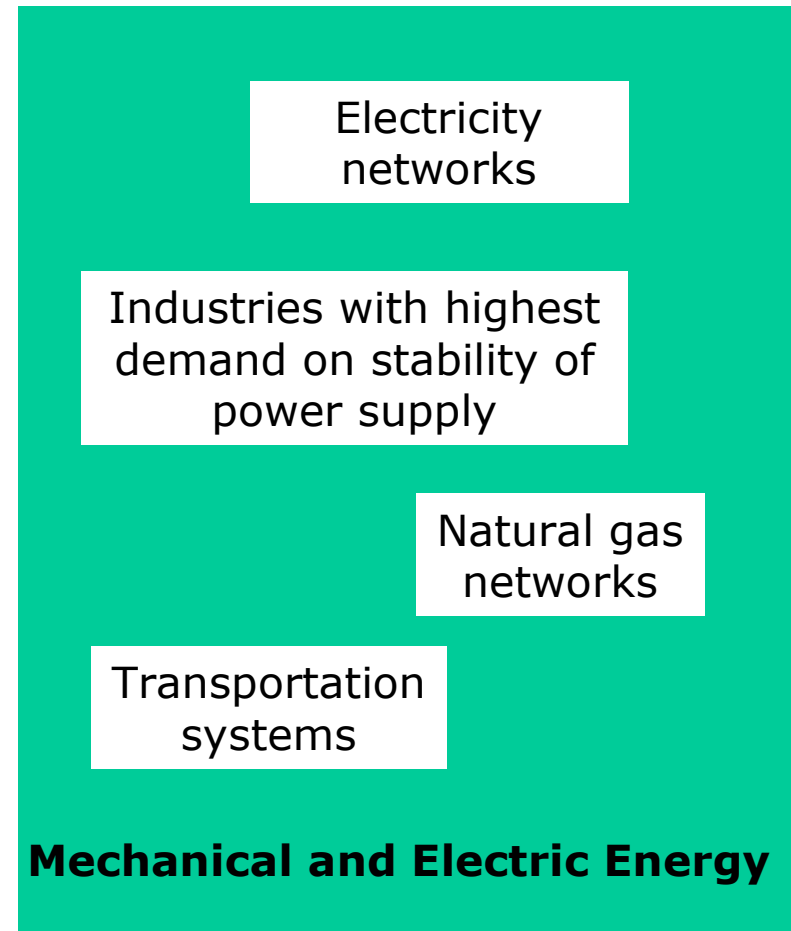 Electricity
networks
Industries with highest
demand on stability of
power supply
Natural gas
networks
Transportation
systems
Mechanical and Electric Energy